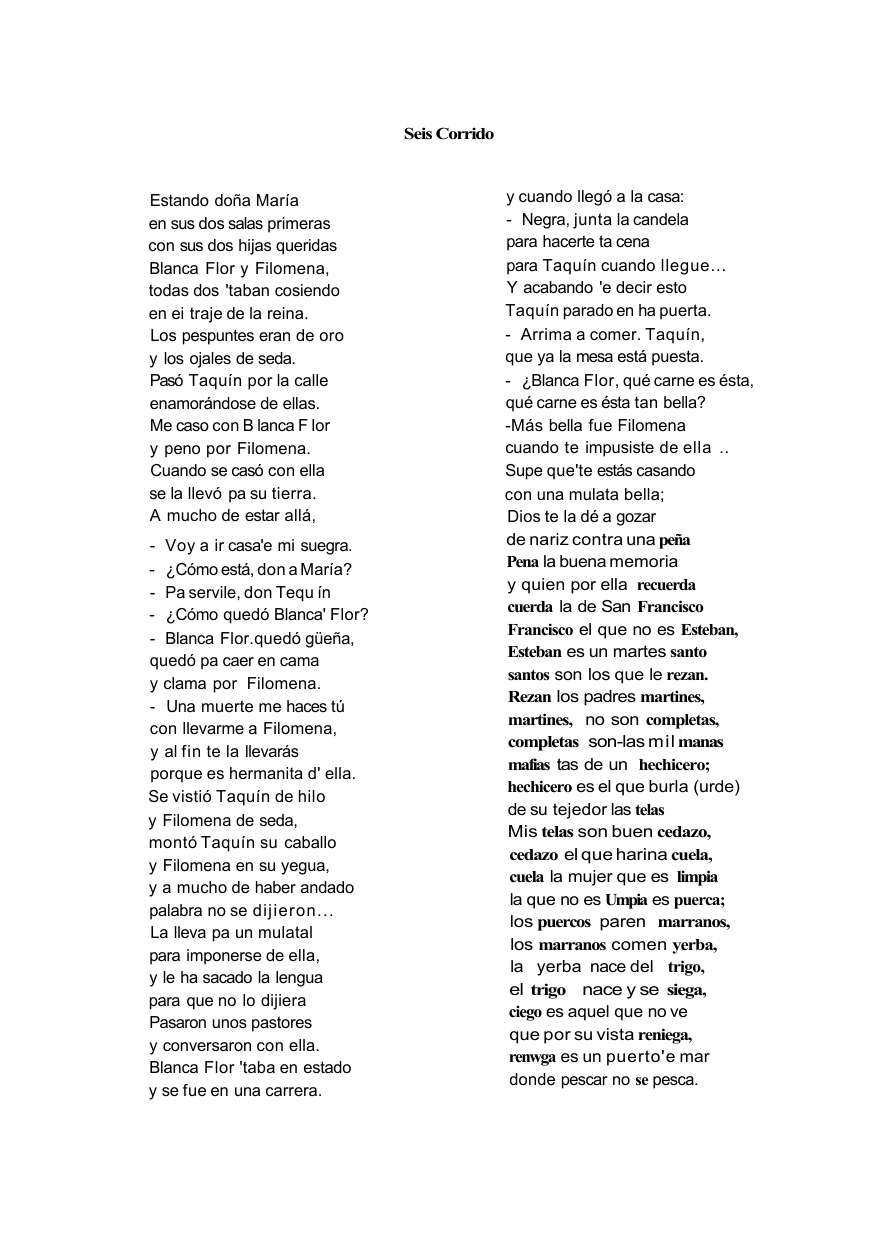 Seis Corrido
Estando doña María
en sus dos salas primeras
con sus dos hijas queridas
Blanca Flor y Filomena,
todas dos 'taban cosiendo
en ei traje de la reina.
Los pespuntes eran de oro
y los ojales de seda.
Pasó Taquín por la calle
enamorándose de ellas.
Me caso con B lanca F lor
y peno por Filomena.
Cuando se casó con ella
se la llevó pa su tierra.
A mucho de estar allá,
- Voy a ir casa'e mi suegra.
- ¿Cómo está, don a María?
- Pa servile, don Tequ ín
- ¿Cómo quedó Blanca' Flor?
- Blanca Flor.quedó güeña,
quedó pa caer en cama
y clama por Filomena.
- Una muerte me haces tú
con llevarme a Filomena,
y al fin te la llevarás
porque es hermanita d' ella.
Se vistió Taquín de hilo
y Filomena de seda,
montó Taquín su caballo
y Filomena en su yegua,
y a mucho de haber andado
palabra no se dijieron...
La lleva pa un mulatal
para imponerse de ella,
y le ha sacado la lengua
para que no lo dijiera
Pasaron unos pastores
y conversaron con ella.
Blanca Flor 'taba en estado
y se fue en una carrera.
y cuando llegó a la casa:
- Negra, junta la candela
para hacerte ta cena
para Taquín cuando llegue...
Y acabando 'e decir esto
Taquín parado en ha puerta.
- Arrima a comer. Taquín,
que ya la mesa está puesta.
- ¿Blanca Flor, qué carne es ésta,
qué carne es ésta tan bella?
-Más bella fue Filomena
cuando te impusiste de ella ..
Supe que'te estás casando
con una mulata bella;
Dios te la dé a gozar
de nariz contra una peña
Pena la buena memoria
y quien por ella recuerda
cuerda la de San Francisco
Francisco el que no es Esteban,
Esteban es un martes santo
santos son los que le rezan.
Rezan los padres martines,
martines, no son completas,
completas son-las mil manas
mafias tas de un hechicero;
hechicero es el que burla (urde)
de su tejedor las telas
Mis telas son buen cedazo,
cedazo el que harina cuela,
cuela la mujer que es limpia
la que no es Umpia es puerca;
los puercos paren marranos,
los marranos comen yerba,
la yerba nace del trigo,
el trigo nace y se siega,
ciego es aquel que no ve
que por su vista reniega,
renwga es un puerto'e mar
donde pescar no se pesca.